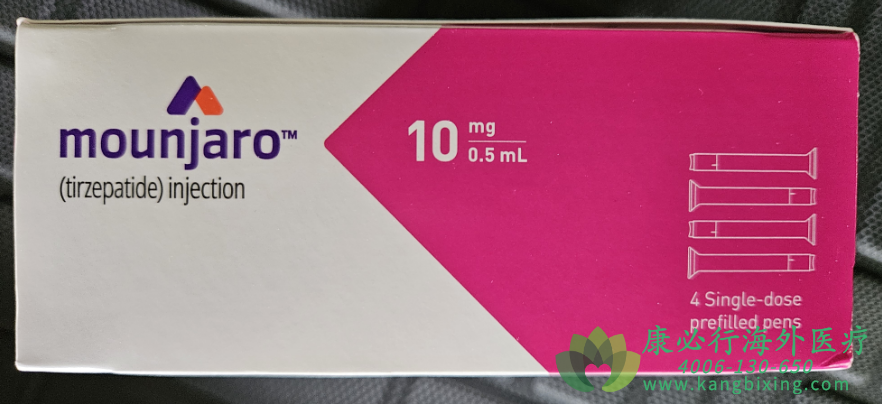 mounjaro™
(tirzepatide) injection
10 mg
0.5 mL
4 Single-dose
prefilled pens
康必行海外医疗
4006-130-650
www.kangbixing.com